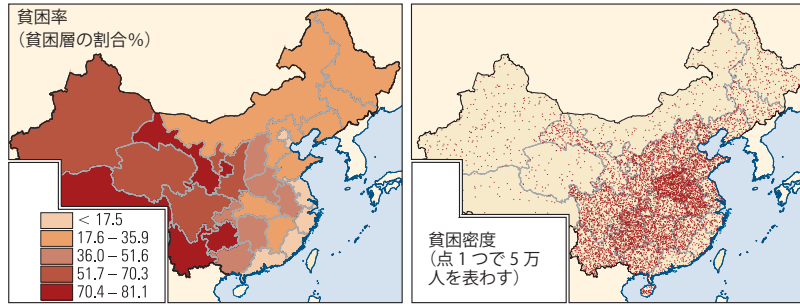 貧困率
(貧困層の割合%)
< 17.5
17.6 – 35.9
36.0 – 51.6
51.7 – 70.3
70.4 – 81.1
貧困密度
(点1つで5万
人を表わす)